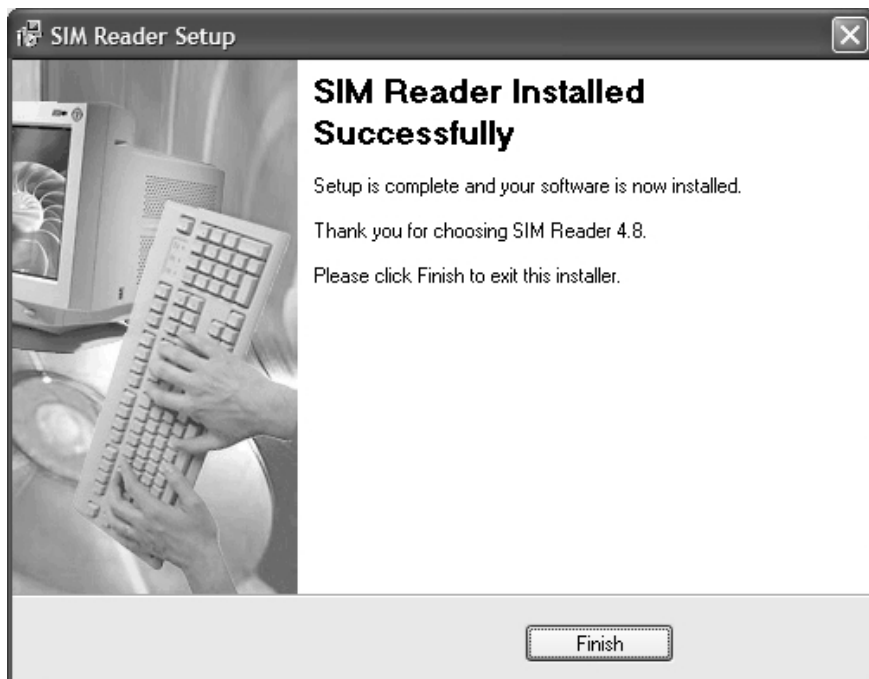 SIM Reader Setup
SIM Reader Installed
Successfully
Setup is complete and your software is now installed.
Thank you for choosing SIM Reader 4.8.
Please click Finish to exit this installer.
Finish